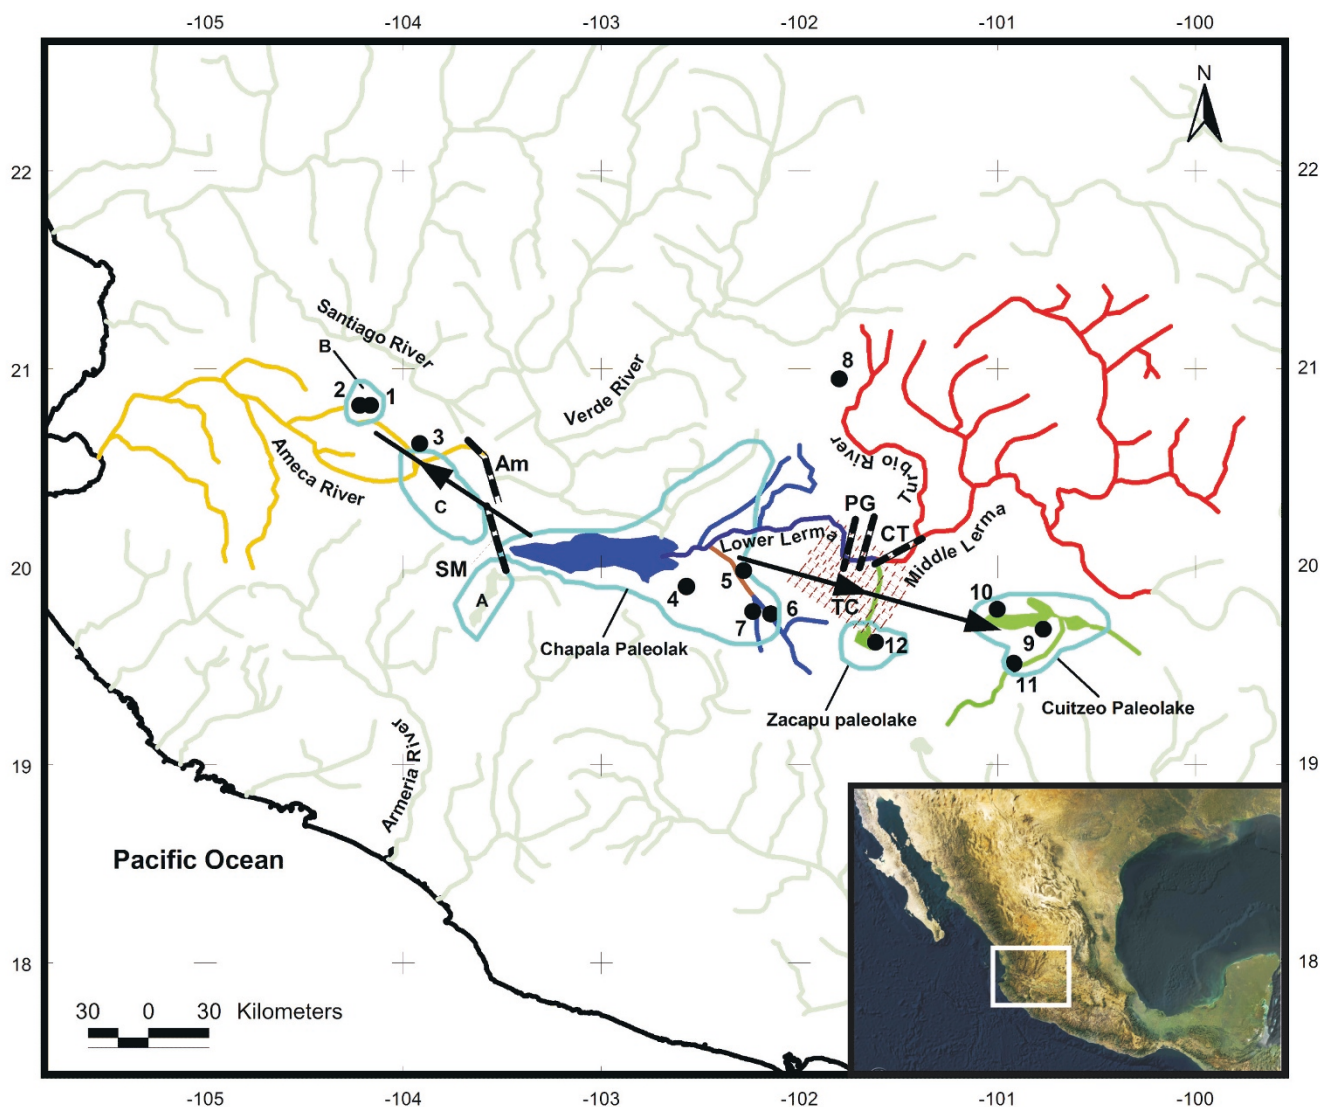 -105 -104 -103 -102 -101 -100
N
22 22
Santiago River
B
21 21
8
2 1
Verde River
3
Ameca River
Am
Turbio River
C
PG
CT
Lower Lerma
Middle Lerma
20 20
SM
5
4
A
TC
10
6
7
9
12
Chapala Paleolak
11
Cuitzeo Paleolake
Zacapu paleolake
Armeria River
19 19
Pacific Ocean
18 18
30 0 30 Kilometers
-105 -104 -103 -102 -101 -100